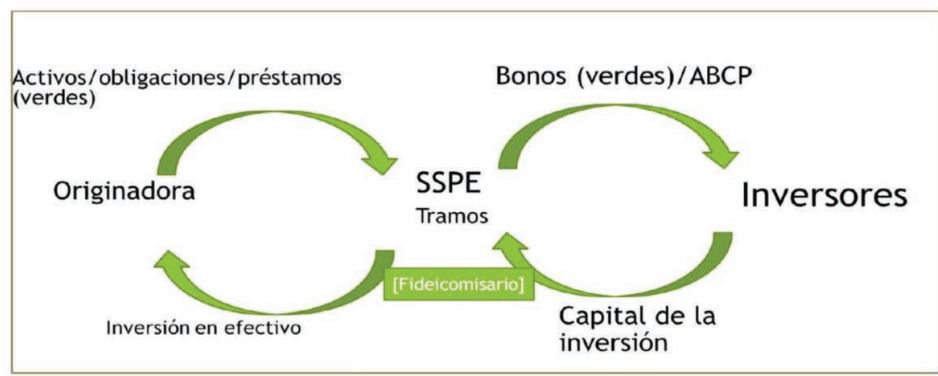 Activos/obligaciones/préstamos
(verdes)
Bonos (verdes)/ABCP
Originadora
SSPE
Tramos
Inversores
[Fideicomisario]
Inversión en efectivo
Capital de la
inversión